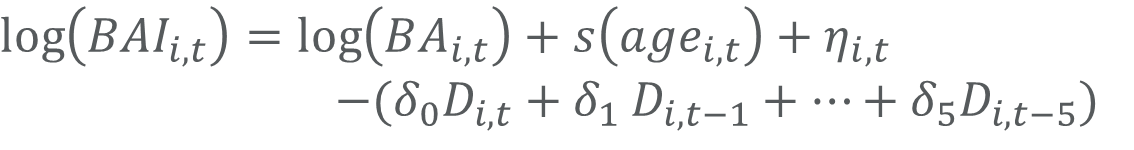 log(BAI_{i,t}) = log(BA_{i,t}) + s(age_{i,t}) + η_{i,t}
−(δ_0 D_{i,t} + δ_1 D_{i,t−1} + ⋯ + δ_5 D_{i,t−5})